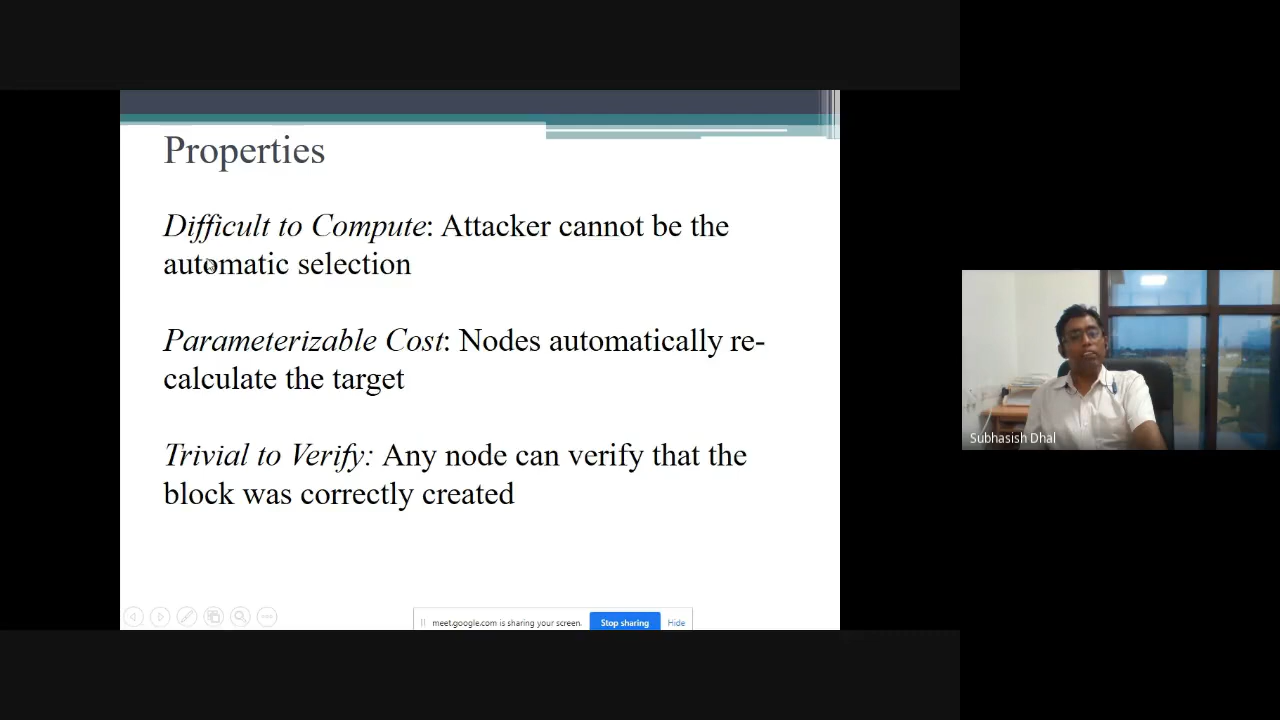 Properties
Difficult to Compute: Attacker cannot be the
automatic selection
Parameterizable Cost: Nodes automatically re-
calculate the target
Trivial to Verify: Any node can verify that the
block was correctly created
meet.google.com is sharing your screen.
Stop sharing
Hide
Subhasish Dhal